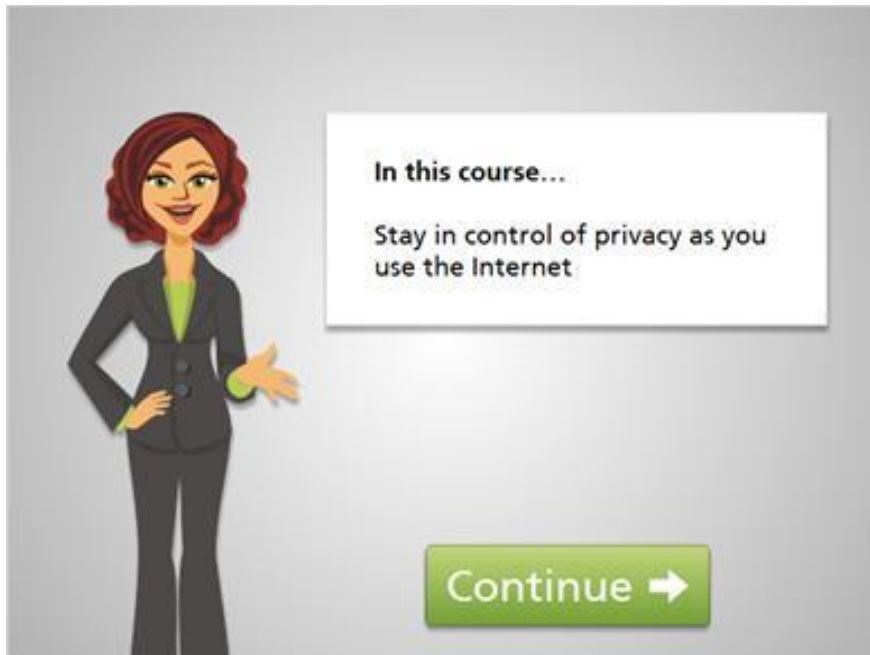 In this course…
Stay in control of privacy as you
use the Internet
Continue